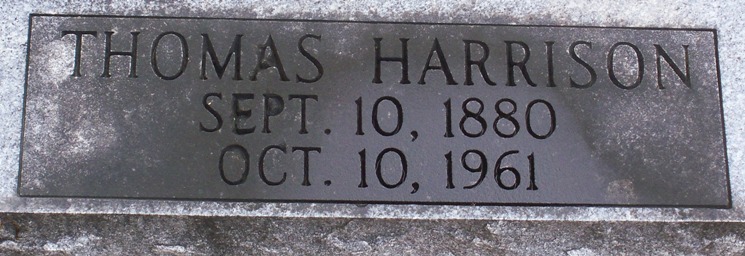 THOMAS HARRISON
SEPT. 10, 1880
OCT. 10, 1961